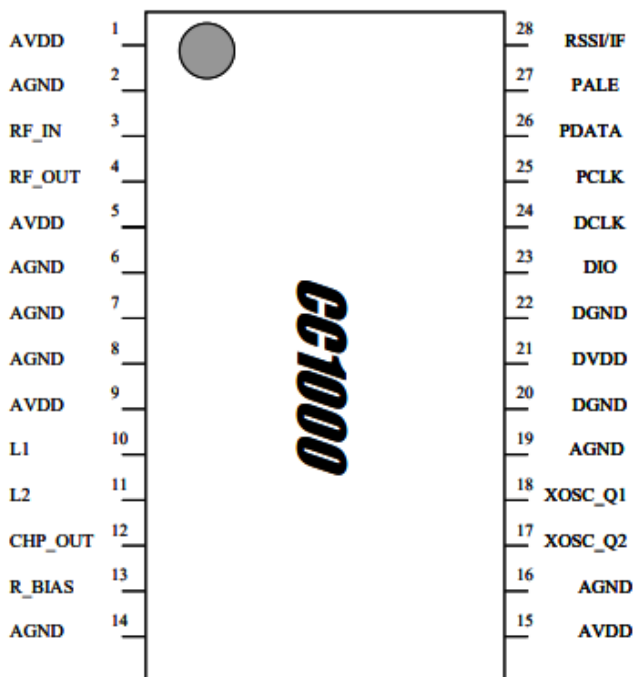 AVDD 1 28 RSSI/IF
AGND 2 27 PALE
RF_IN 3 26 PDATA
RF_OUT 4 25 PCLK
AVDD 5 24 DCLK
AGND 6 23 DIO
AGND 7 22 DGND
AGND 8 21 DVDD
AVDD 9 20 DGND
L1 10 19 AGND
L2 11 18 XOSC_Q1
CHP_OUT 12 17 XOSC_Q2
R_BIAS 13 16 AGND
AGND 14 15 AVDD
CC1000